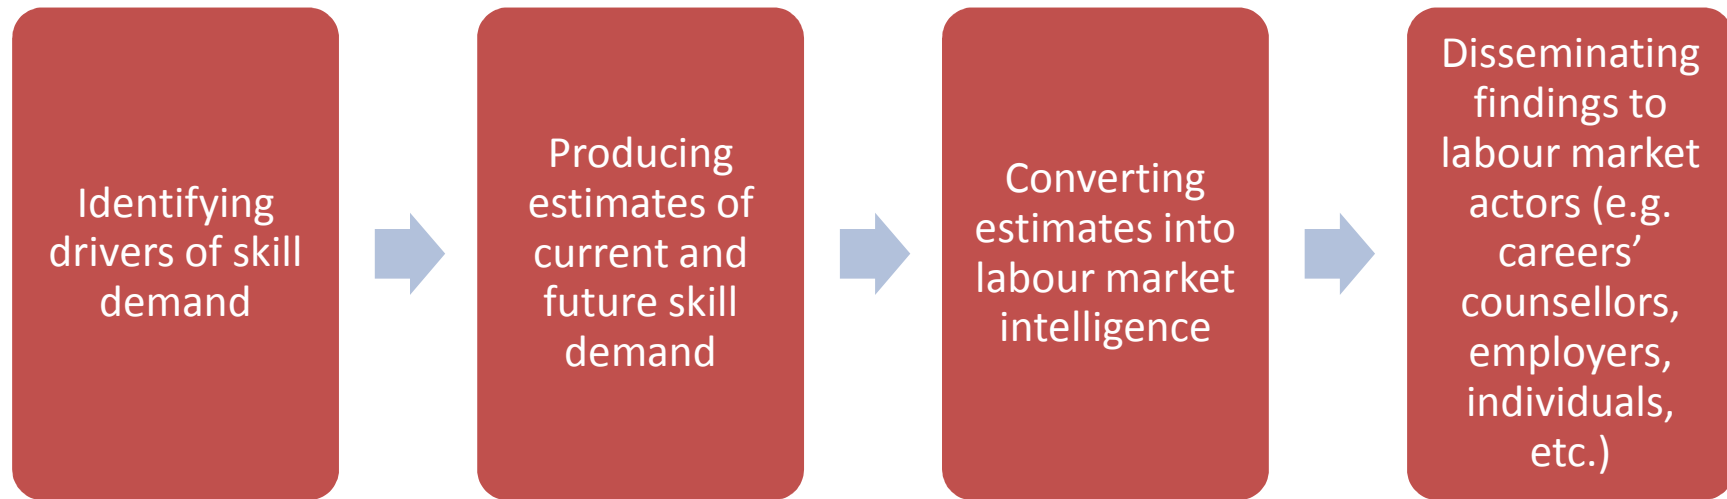 Identifying
drivers of skill
demand
Producing
estimates of
current and
future skill
demand
Converting
estimates into
labour market
intelligence
Disseminating
findings to
labour market
actors (e.g.
careers’
counsellors,
employers,
individuals,
etc.)